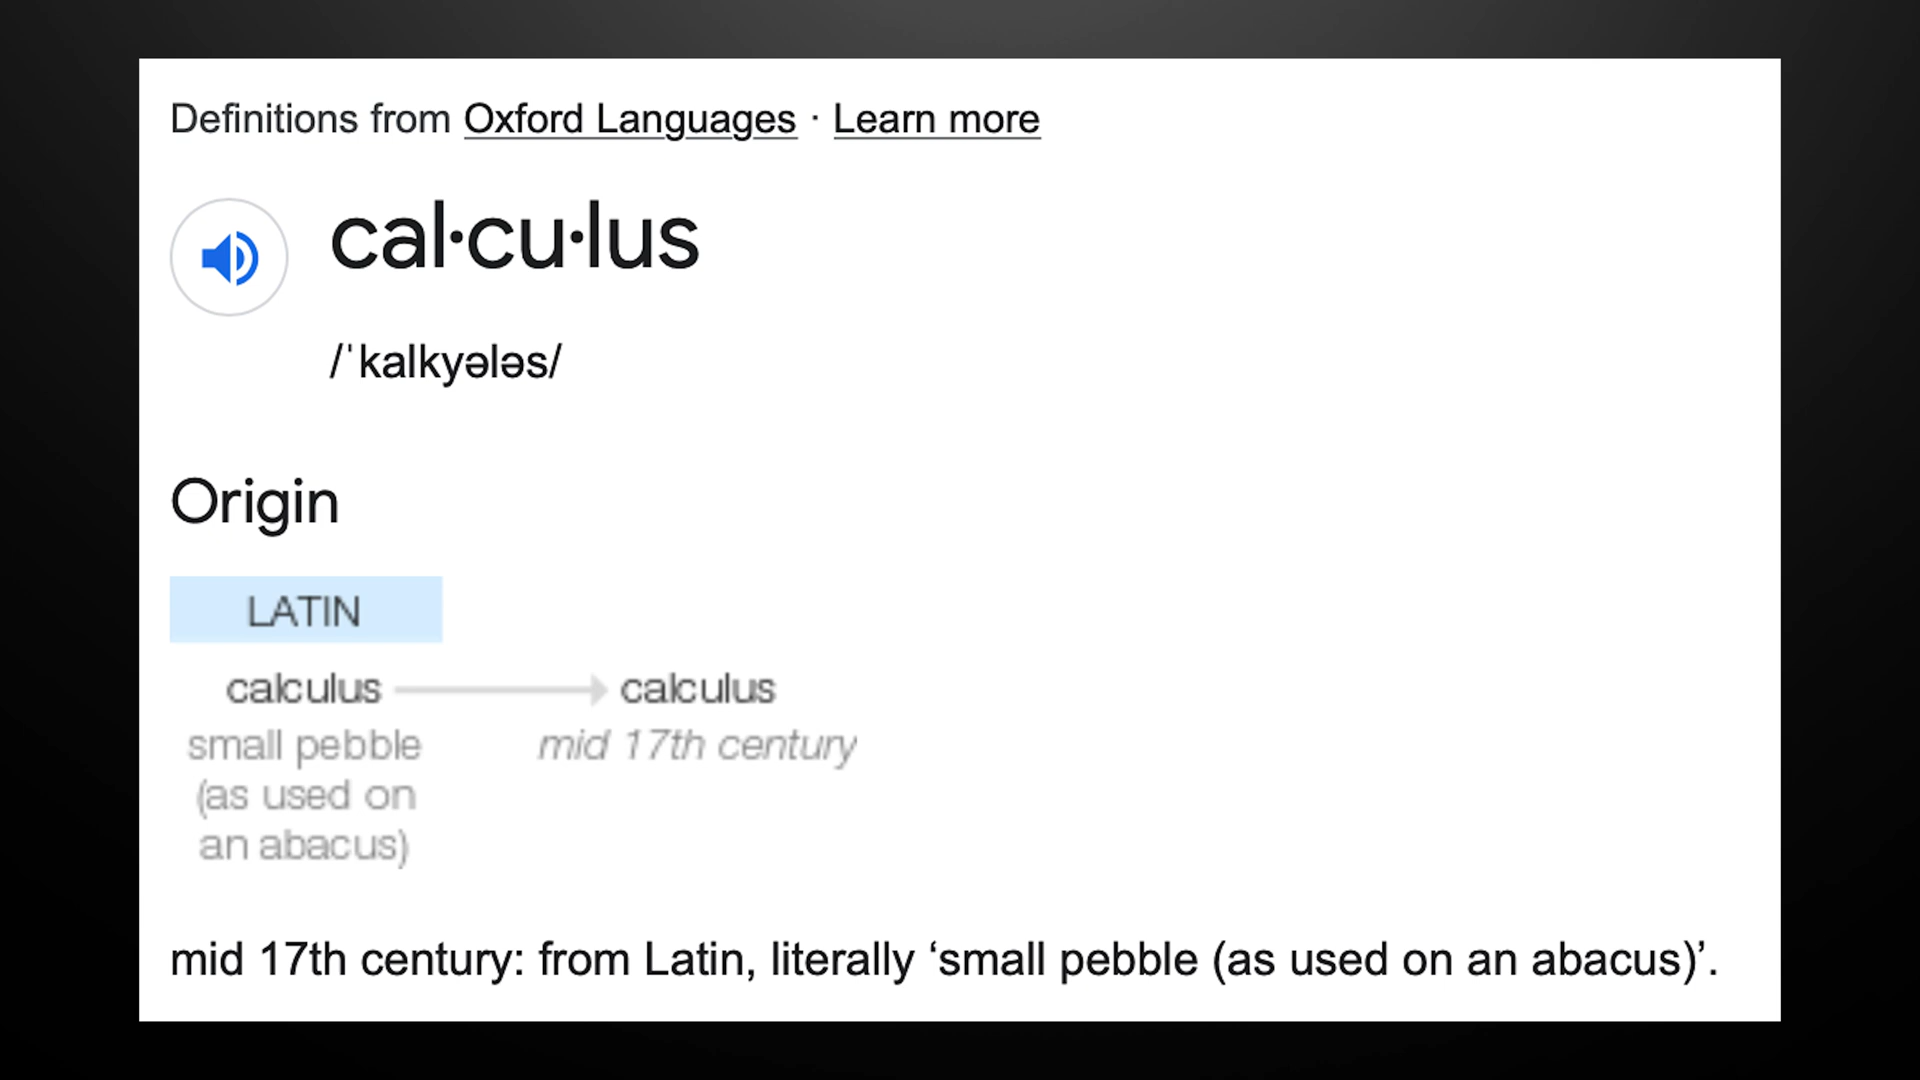 Definitions from Oxford Languages · Learn more
cal·cu·lus
/ˈkalkyələs/
Origin
LATIN
calculus calculus
small pebble mid 17th century
(as used on
an abacus)
mid 17th century: from Latin, literally ‘small pebble (as used on an abacus)’.